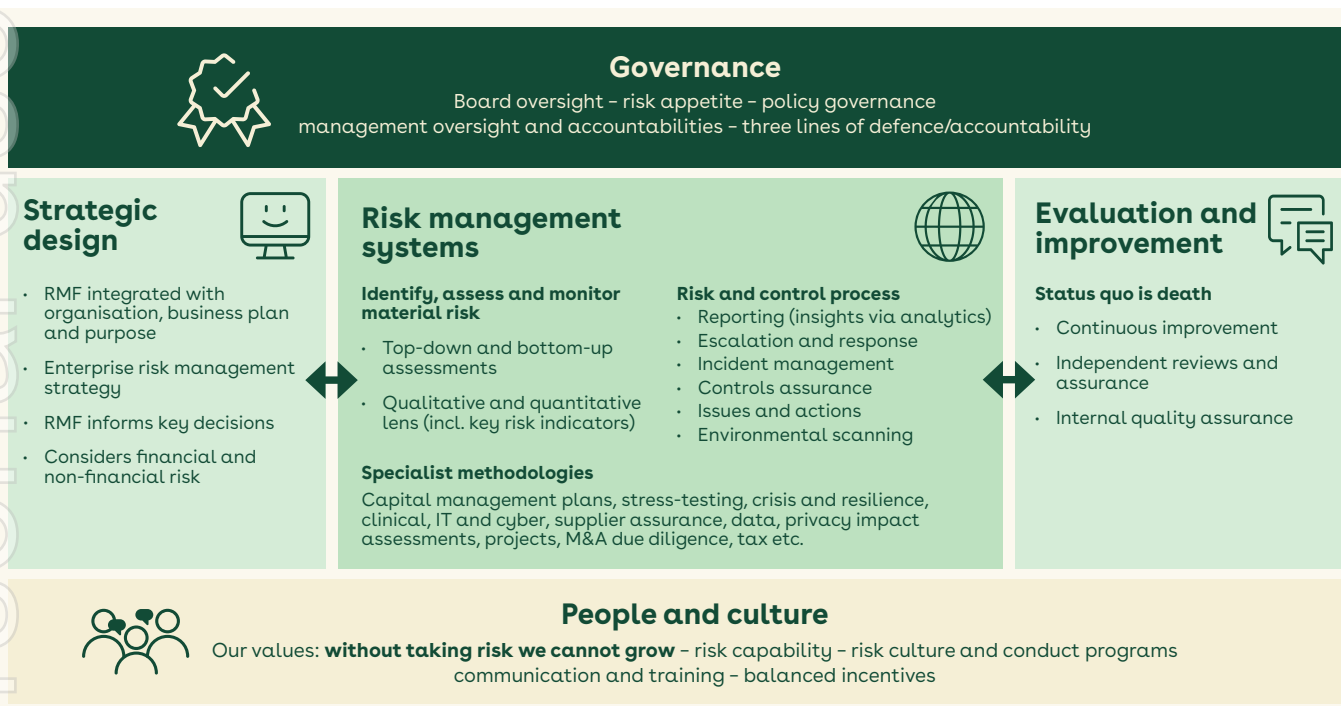 Governance
Board oversight – risk appetite – policy governance
management oversight and accountabilities – three lines of defence/accountability
Strategic
design
• RMF integrated with
organisation, business plan
and purpose
• Enterprise risk management
strategy
• RMF informs key decisions
• Considers financial and
non-financial risk
Risk management
systems
Identify, assess and monitor
material risk
• Top-down and bottom-up
assessments
• Qualitative and quantitative
lens (incl. key risk indicators)
Risk and control process
• Reporting (insights via analytics)
• Escalation and response
• Incident management
• Controls assurance
• Issues and actions
• Environmental scanning
Specialist methodologies
Capital management plans, stress-testing, crisis and resilience,
clinical, IT and cyber, supplier assurance, data, privacy impact
assessments, projects, M&A due diligence, tax etc.
Evaluation and
improvement
Status quo is death
• Continuous improvement
• Independent reviews and
assurance
• Internal quality assurance
People and culture
Our values: without taking risk we cannot grow – risk capability – risk culture and conduct programs
communication and training – balanced incentives